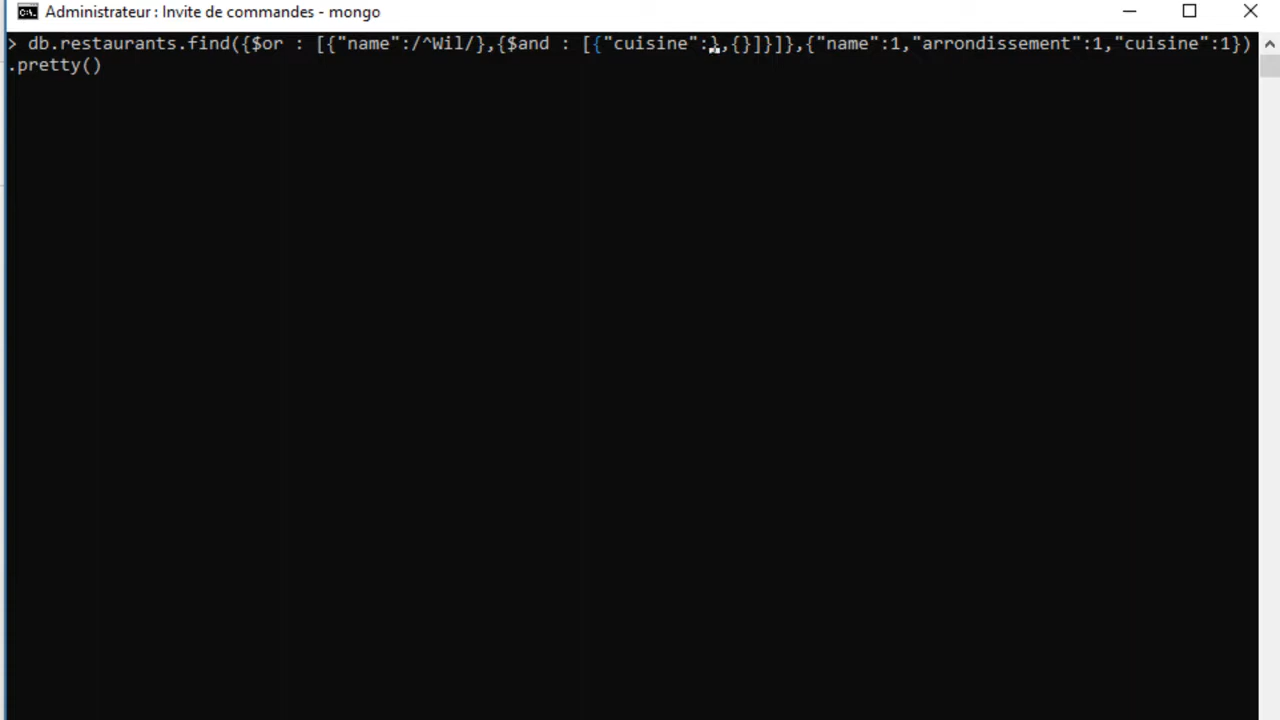 Administrateur : Invite de commandes - mongo
> db.restaurants.find({$or : [{"name":/^Wil/},{$and : [{"cuisine":},{}]}]},{"name":1,"arrondissement":1,"cuisine":1})
.pretty()